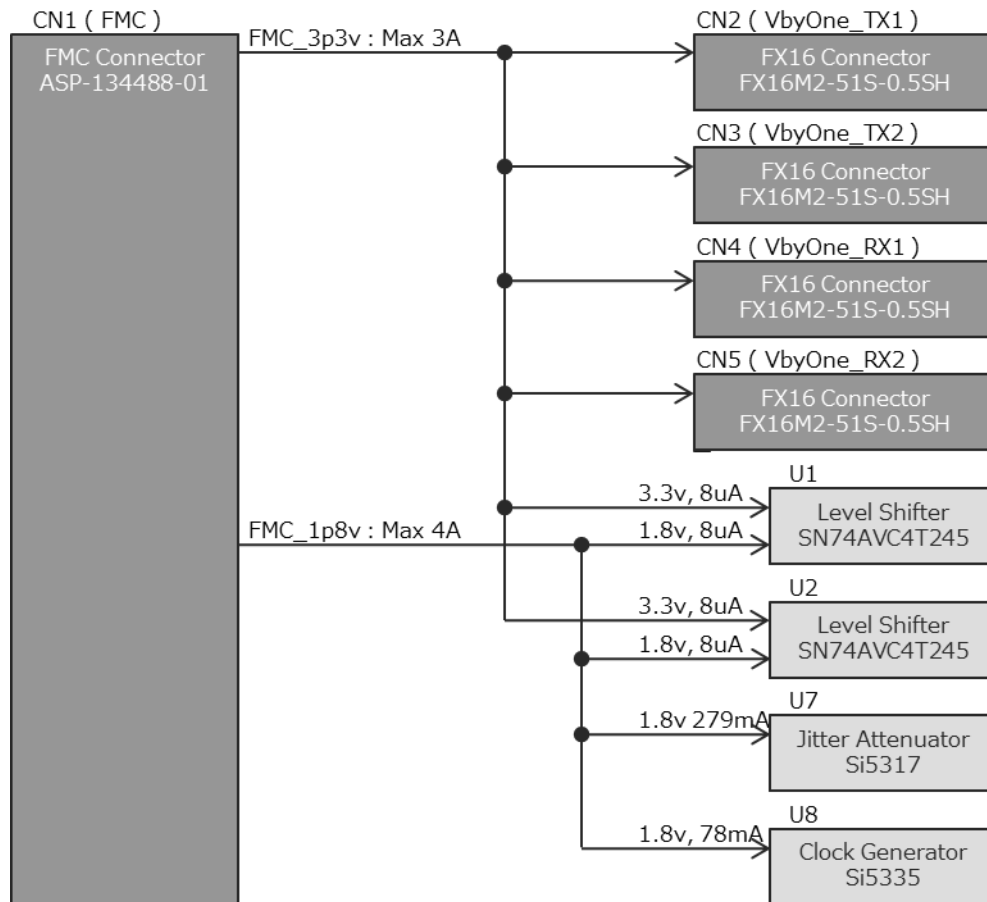 CN1 ( FMC )
FMC Connector
ASP-134488-01
FMC_3p3v : Max 3A
CN2 ( VbyOne_TX1 )
FX16 Connector
FX16M2-51S-0.5SH
CN3 ( VbyOne_TX2 )
FX16 Connector
FX16M2-51S-0.5SH
CN4 ( VbyOne_RX1 )
FX16 Connector
FX16M2-51S-0.5SH
CN5 ( VbyOne_RX2 )
FX16 Connector
FX16M2-51S-0.5SH
FMC_1p8v : Max 4A
U1
3.3v, 8uA
1.8v, 8uA
Level Shifter
SN74AVC4T245
U2
3.3v, 8uA
1.8v, 8uA
Level Shifter
SN74AVC4T245
U7
1.8v 279mA
Jitter Attenuator
Si5317
U8
1.8v, 78mA
Clock Generator
Si5335